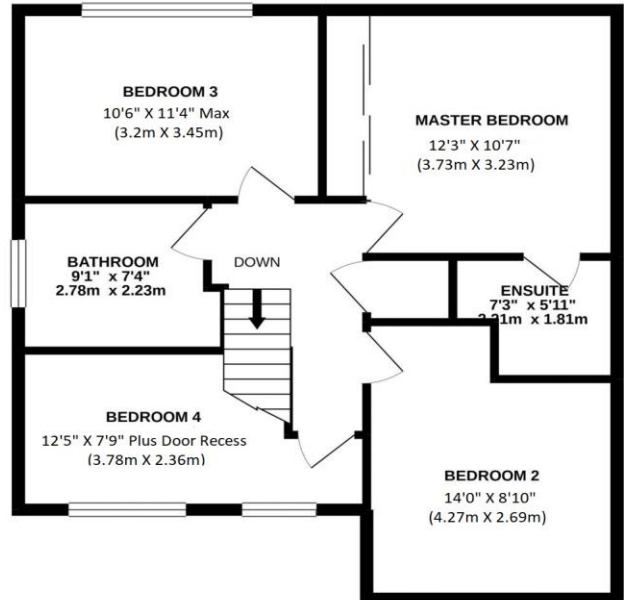 BEDROOM 3
10'6" X 11'4" Max
(3.2m X 3.45m)
MASTER BEDROOM
12'3" X 10'7"
(3.73m X 3.23m)
BATHROOM
9'1" x 7'4"
2.78m x 2.23m
DOWN
ENSUITE
7'3" x 5'11"
x 1.81m
BEDROOM 4
12'5" X 7'9" Plus Door Recess
(3.78m X 2.36m)
BEDROOM 2
14'0" X 8'10"
(4.27m X 2.69m)